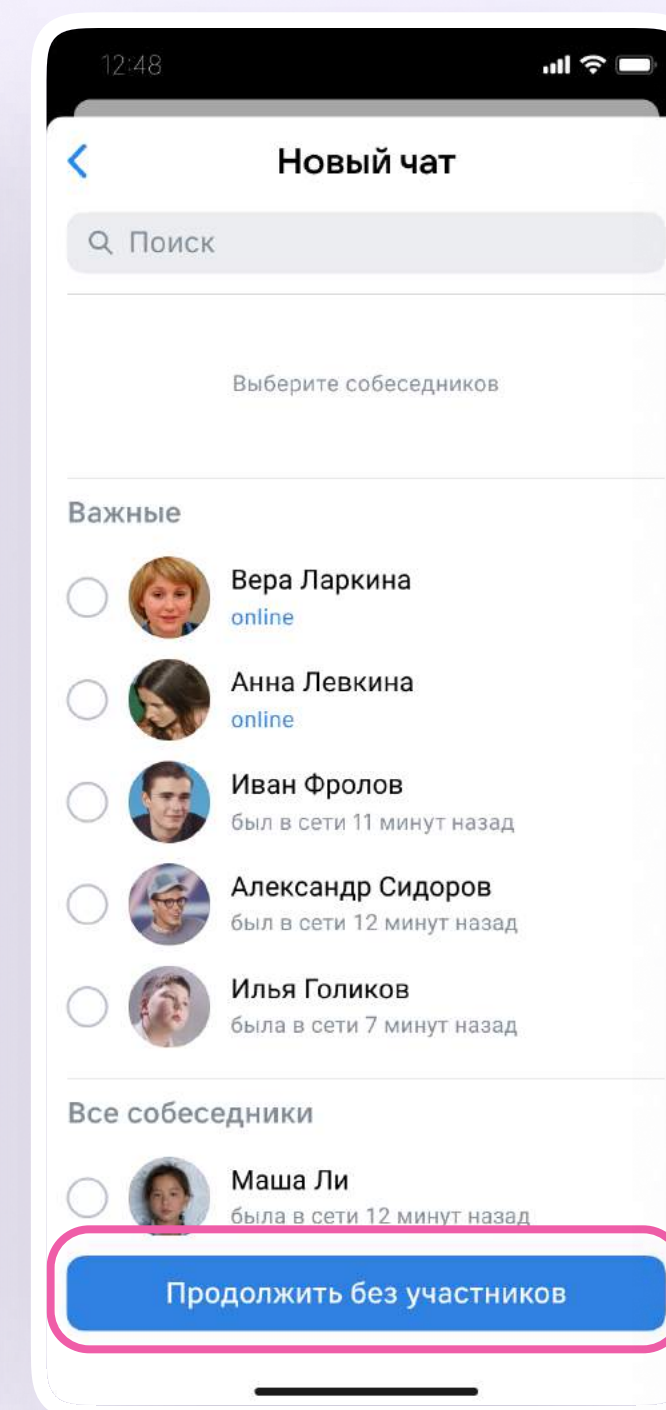 12:48
Новый чат
Поиск
Выберите собеседников
Важные
Вера Ларкина
online
Анна Левкина
online
Иван Фролов
был в сети 11 минут назад
Александр Сидоров
был в сети 12 минут назад
Илья Голиков
была в сети 7 минут назад
Все собеседники
Маша Ли
была в сети 12 минут назад
Продолжить без участников